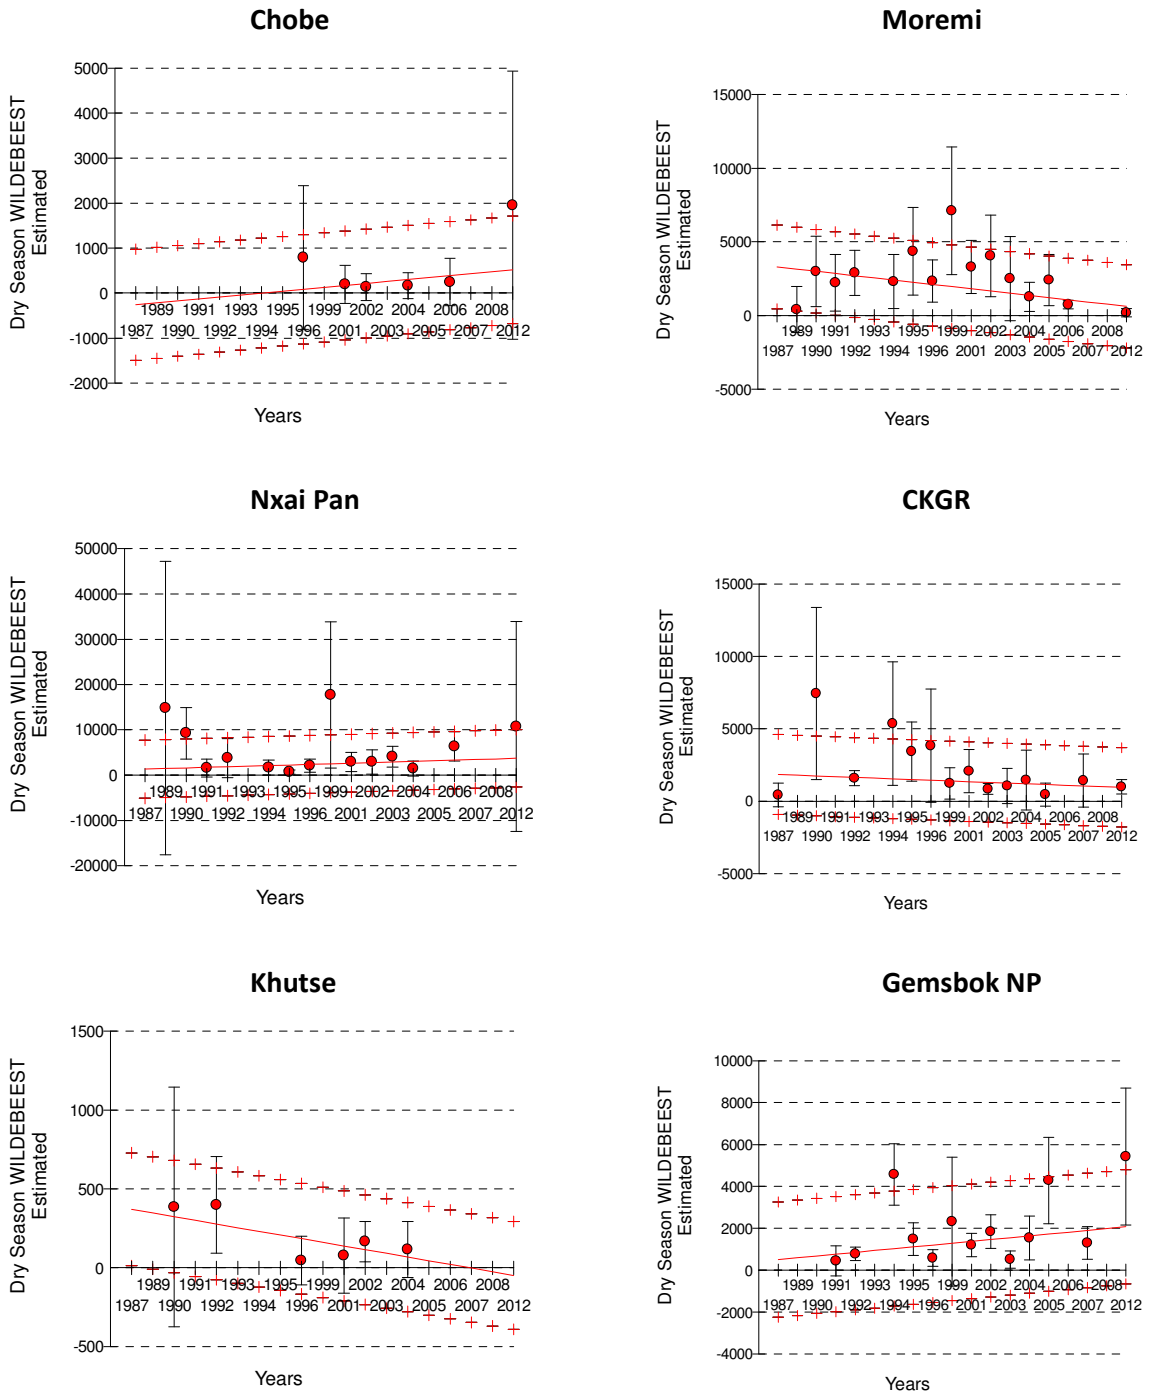 Chobe
Dry Season WILDEBEEST
Estimated
5000
4000
3000
2000
1000
0
-1000
-2000
1989 1991 1993 1995 1999 2002 2004 2006 2008
1987 1990 1992 1994 1996 2001 2003 2005 2007 2012
Years
Moremi
Dry Season WILDEBEEST
Estimated
15000
10000
5000
0
-5000
1989 1991 1993 1995 1999 2002 2004 2006 2008
1987 1990 1992 1994 1996 2001 2003 2005 2007 2012
Years
Nxai Pan
Dry Season WILDEBEEST
Estimated
50000
40000
30000
20000
10000
0
-10000
-20000
1989 1991 1993 1995 1999 2002 2004 2006 2008
1987 1990 1992 1994 1996 2001 2003 2005 2007 2012
Years
CKGR
Dry Season WILDEBEEST
Estimated
15000
10000
5000
0
-5000
1989 1991 1993 1995 1999 2002 2004 2006 2008
1987 1990 1992 1994 1996 2001 2003 2005 2007 2012
Years
Khutse
Dry Season WILDEBEEST
Estimated
1500
1000
500
0
-500
1989 1991 1993 1995 1999 2002 2004 2006 2008
1987 1990 1992 1994 1996 2001 2003 2005 2007 2012
Years
Gemsbok NP
Dry Season WILDEBEEST
Estimated
10000
8000
6000
4000
2000
0
-2000
-4000
1989 1991 1993 1995 1999 2002 2004 2006 2008
1987 1990 1992 1994 1996 2001 2003 2005 2007 2012
Years